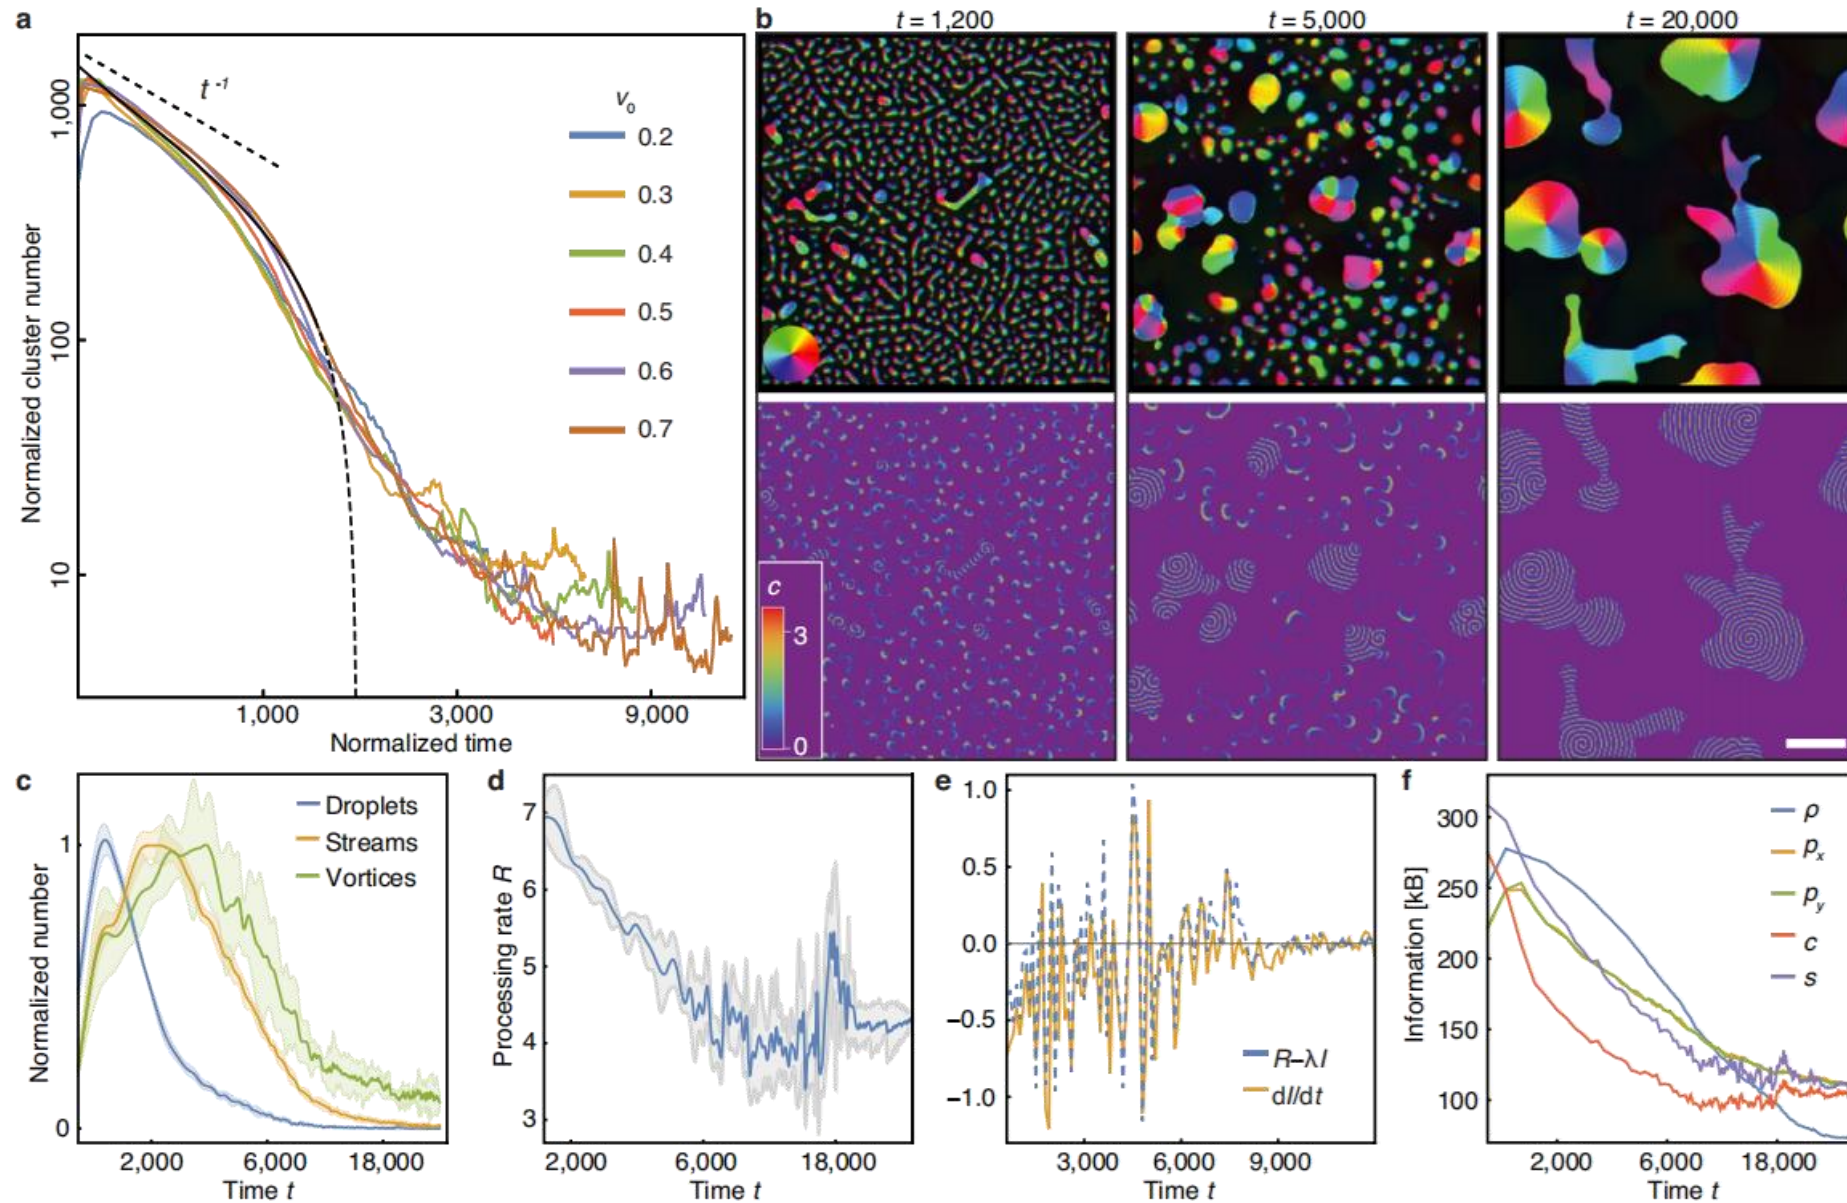 a
t⁻¹
v₀
0.2
0.3
0.4
0.5
0.6
0.7
1,000
100
10
Normalized cluster number
1,000 3,000 9,000
Normalized time
b
t = 1,200 t = 5,000 t = 20,000
c
3
0
c
Droplets
Streams
Vortices
1
0
Normalized number
2,000 6,000 18,000
Time t
d
7
6
5
4
3
Processing rate R
2,000 6,000 18,000
Time t
e
1.0
0.5
0.0
−0.5
−1.0
R−λI
dI/dt
3,000 6,000 9,000
Time t
f
ρ
pₓ
p_y
c
s
300
250
200
150
100
Information [kB]
2,000 6,000 18,000
Time t